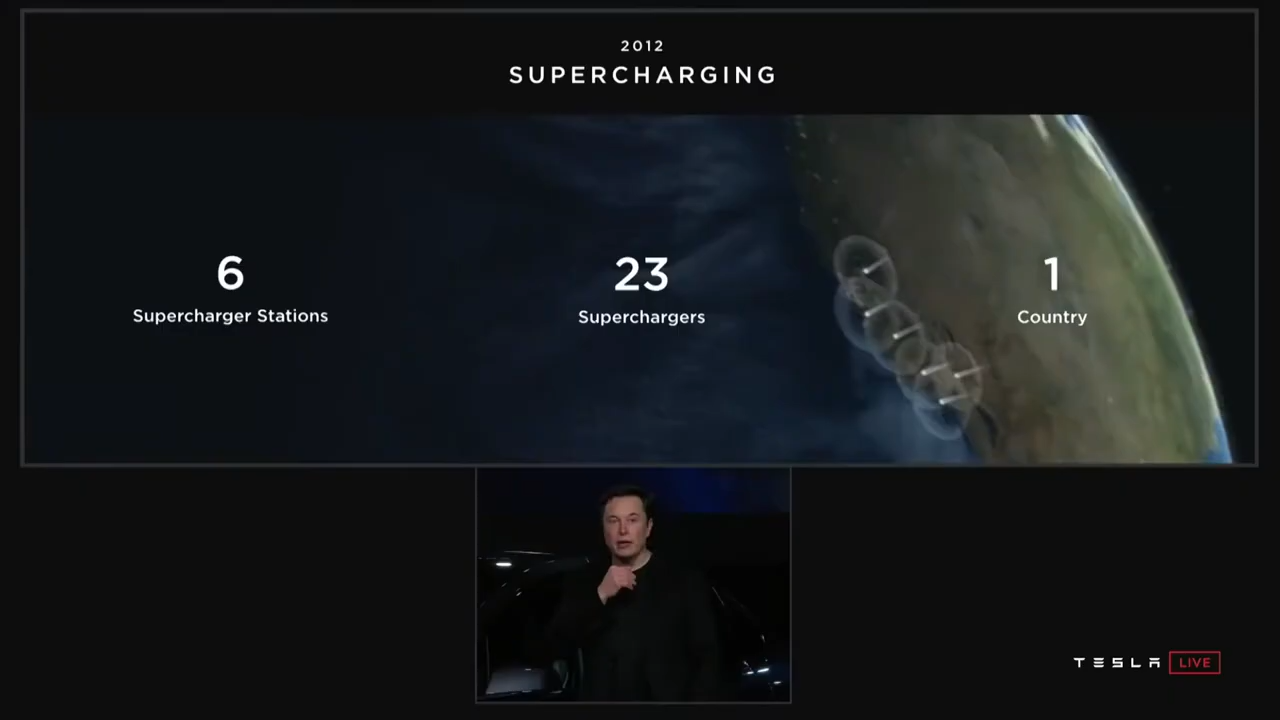 2012
SUPERCHARGING
6
Supercharger Stations
23
Superchargers
1
Country
TESLA LIVE